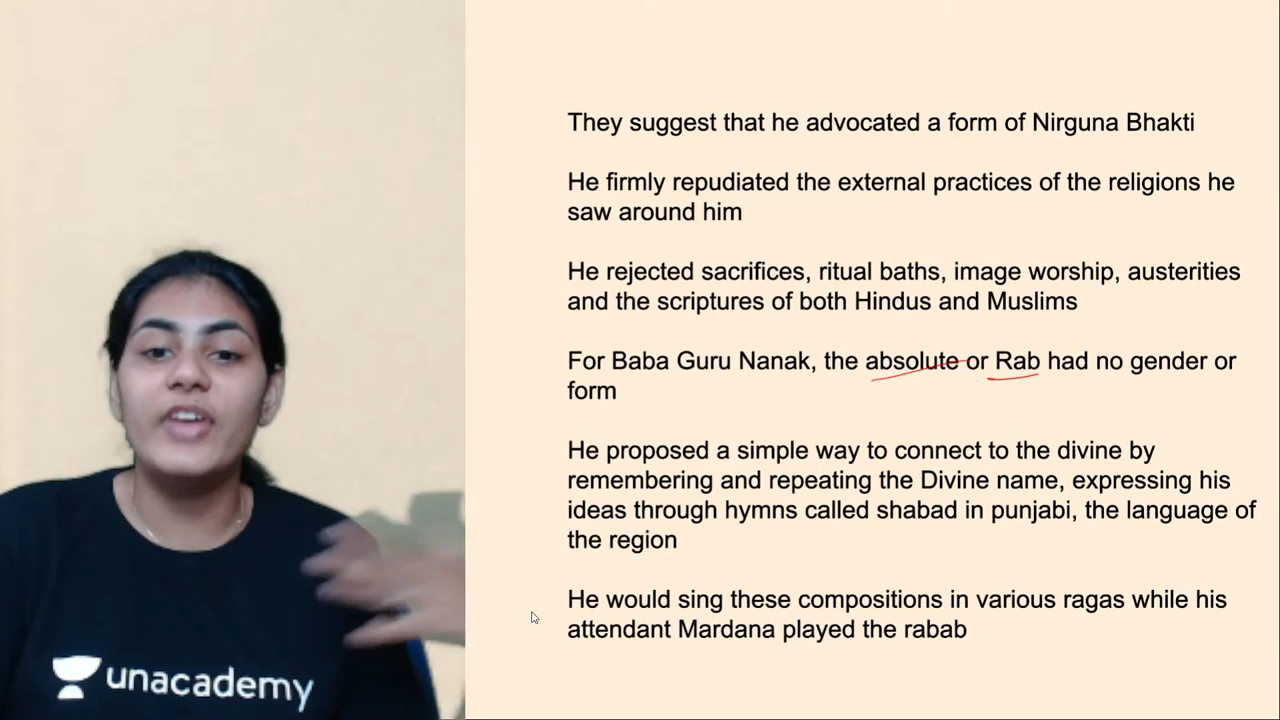 They suggest that he advocated a form of Nirguna Bhakti
He firmly repudiated the external practices of the religions he
saw around him
He rejected sacrifices, ritual baths, image worship, austerities
and the scriptures of both Hindus and Muslims
For Baba Guru Nanak, the absolute or Rab had no gender or
form
He proposed a simple way to connect to the divine by
remembering and repeating the Divine name, expressing his
ideas through hymns called shabad in punjabi, the language of
the region
He would sing these compositions in various ragas while his
attendant Mardana played the rabab
unacademy